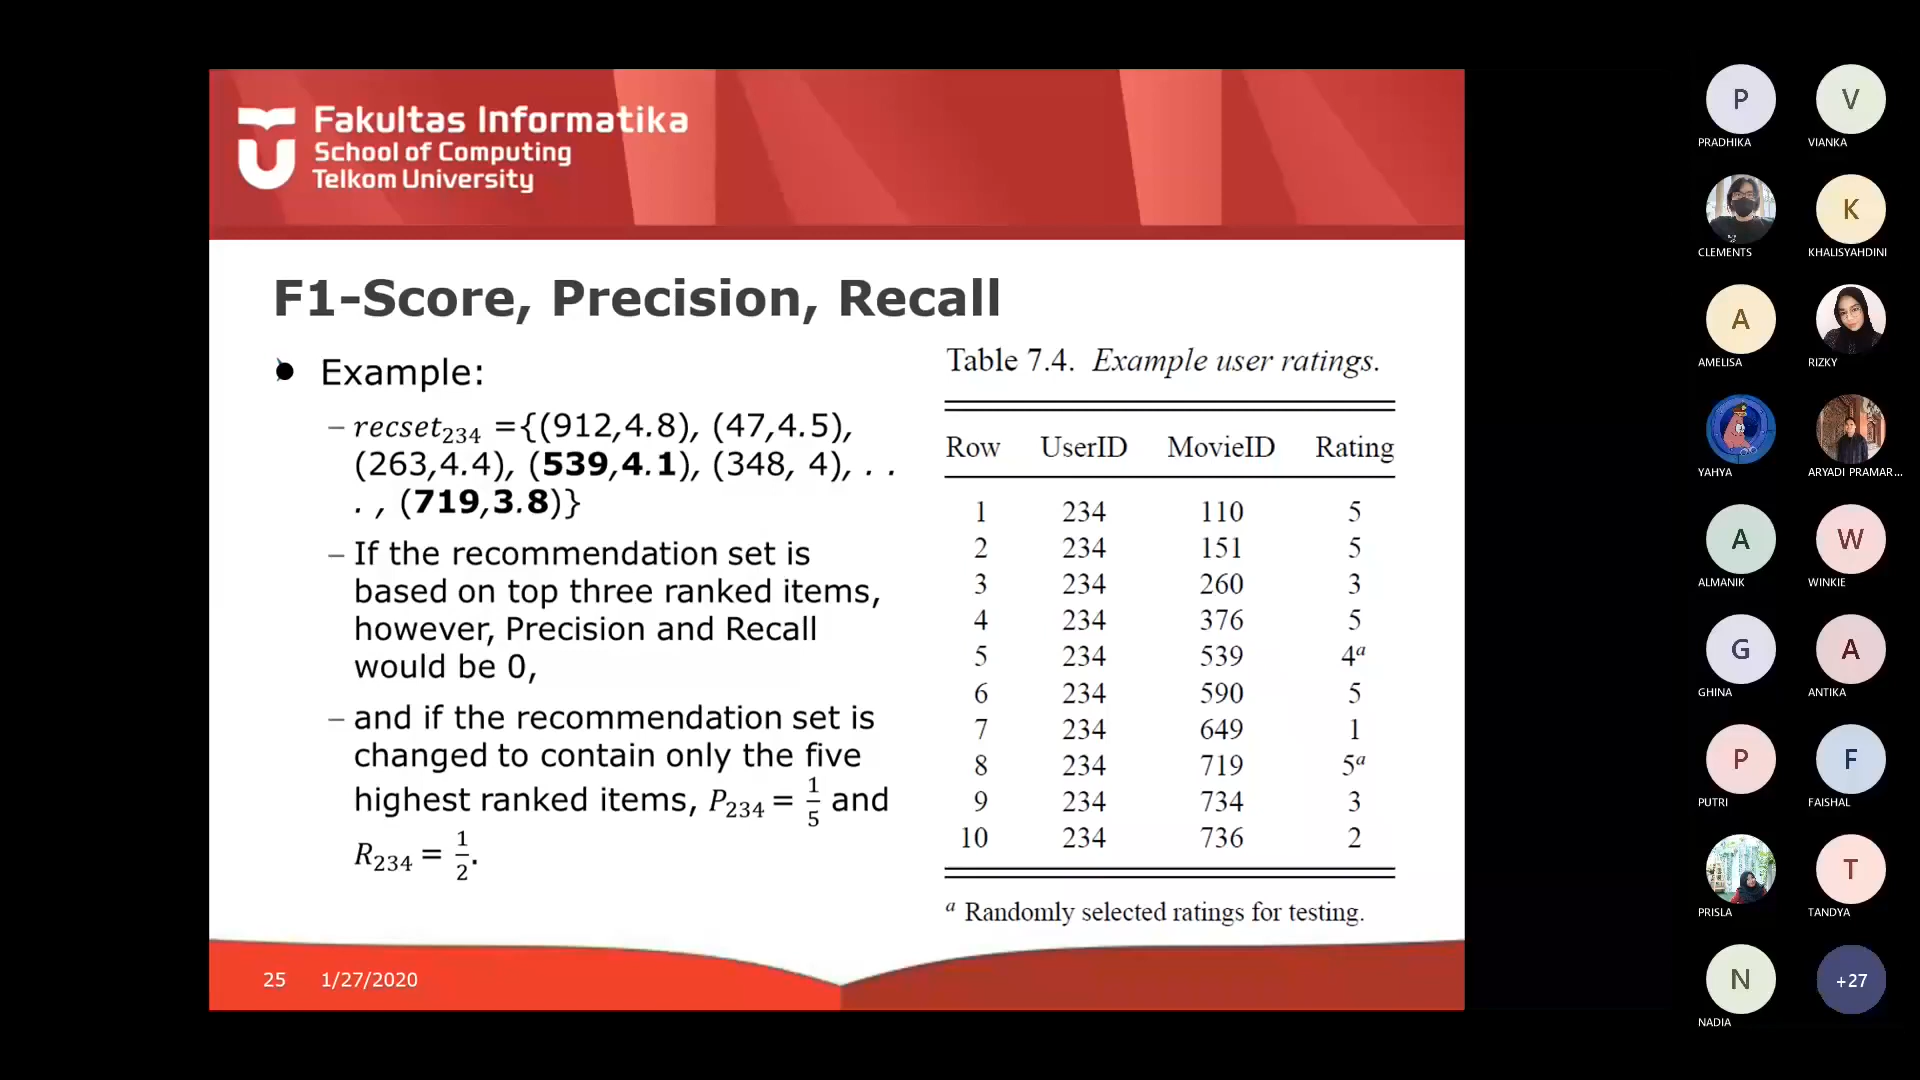 Fakultas Informatika
School of Computing
Telkom University
F1-Score, Precision, Recall
● Example:
– recset₂₃₄ ={(912,4.8), (47,4.5),
(263,4.4), (539,4.1), (348, 4), . .
. , (719,3.8)}
– If the recommendation set is
based on top three ranked items,
however, Precision and Recall
would be 0,
– and if the recommendation set is
changed to contain only the five
highest ranked items, P₂₃₄ = 1/5 and
R₂₃₄ = 1/2.
Table 7.4. Example user ratings.
Row UserID MovieID Rating
1 234 110 5
2 234 151 5
3 234 260 3
4 234 376 5
5 234 539 4ᵃ
6 234 590 5
7 234 649 1
8 234 719 5ᵃ
9 234 734 3
10 234 736 2
ᵃ Randomly selected ratings for testing.
25 1/27/2020
P V
PRADHIKA VIANKA
K
CLEMENTS KHALISYAHDINI
A
AMELISA RIZKY
YAHYA ARYADI PRAMAR...
A W
ALMANIK WINKIE
G A
GHINA ANTIKA
P F
PUTRI FAISHAL
T
PRISLA TANDYA
N +27
NADIA